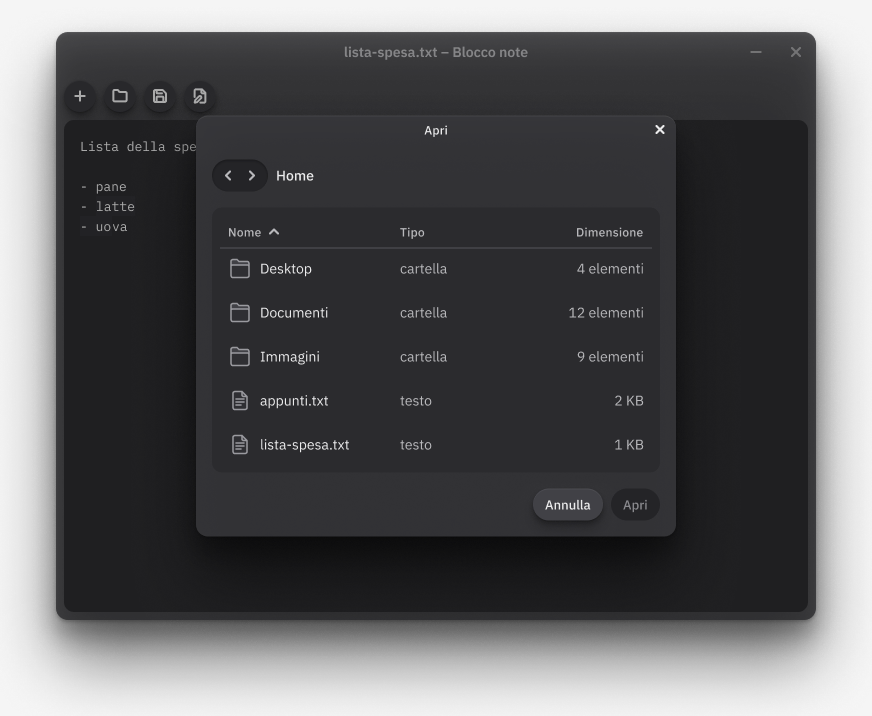 lista-spesa.txt – Blocco note
Lista della spe
- pane
- latte
- uova
Apri
Home
Nome Tipo Dimensione
Desktop cartella 4 elementi
Documenti cartella 12 elementi
Immagini cartella 9 elementi
appunti.txt testo 2 KB
lista-spesa.txt testo 1 KB
Annulla Apri